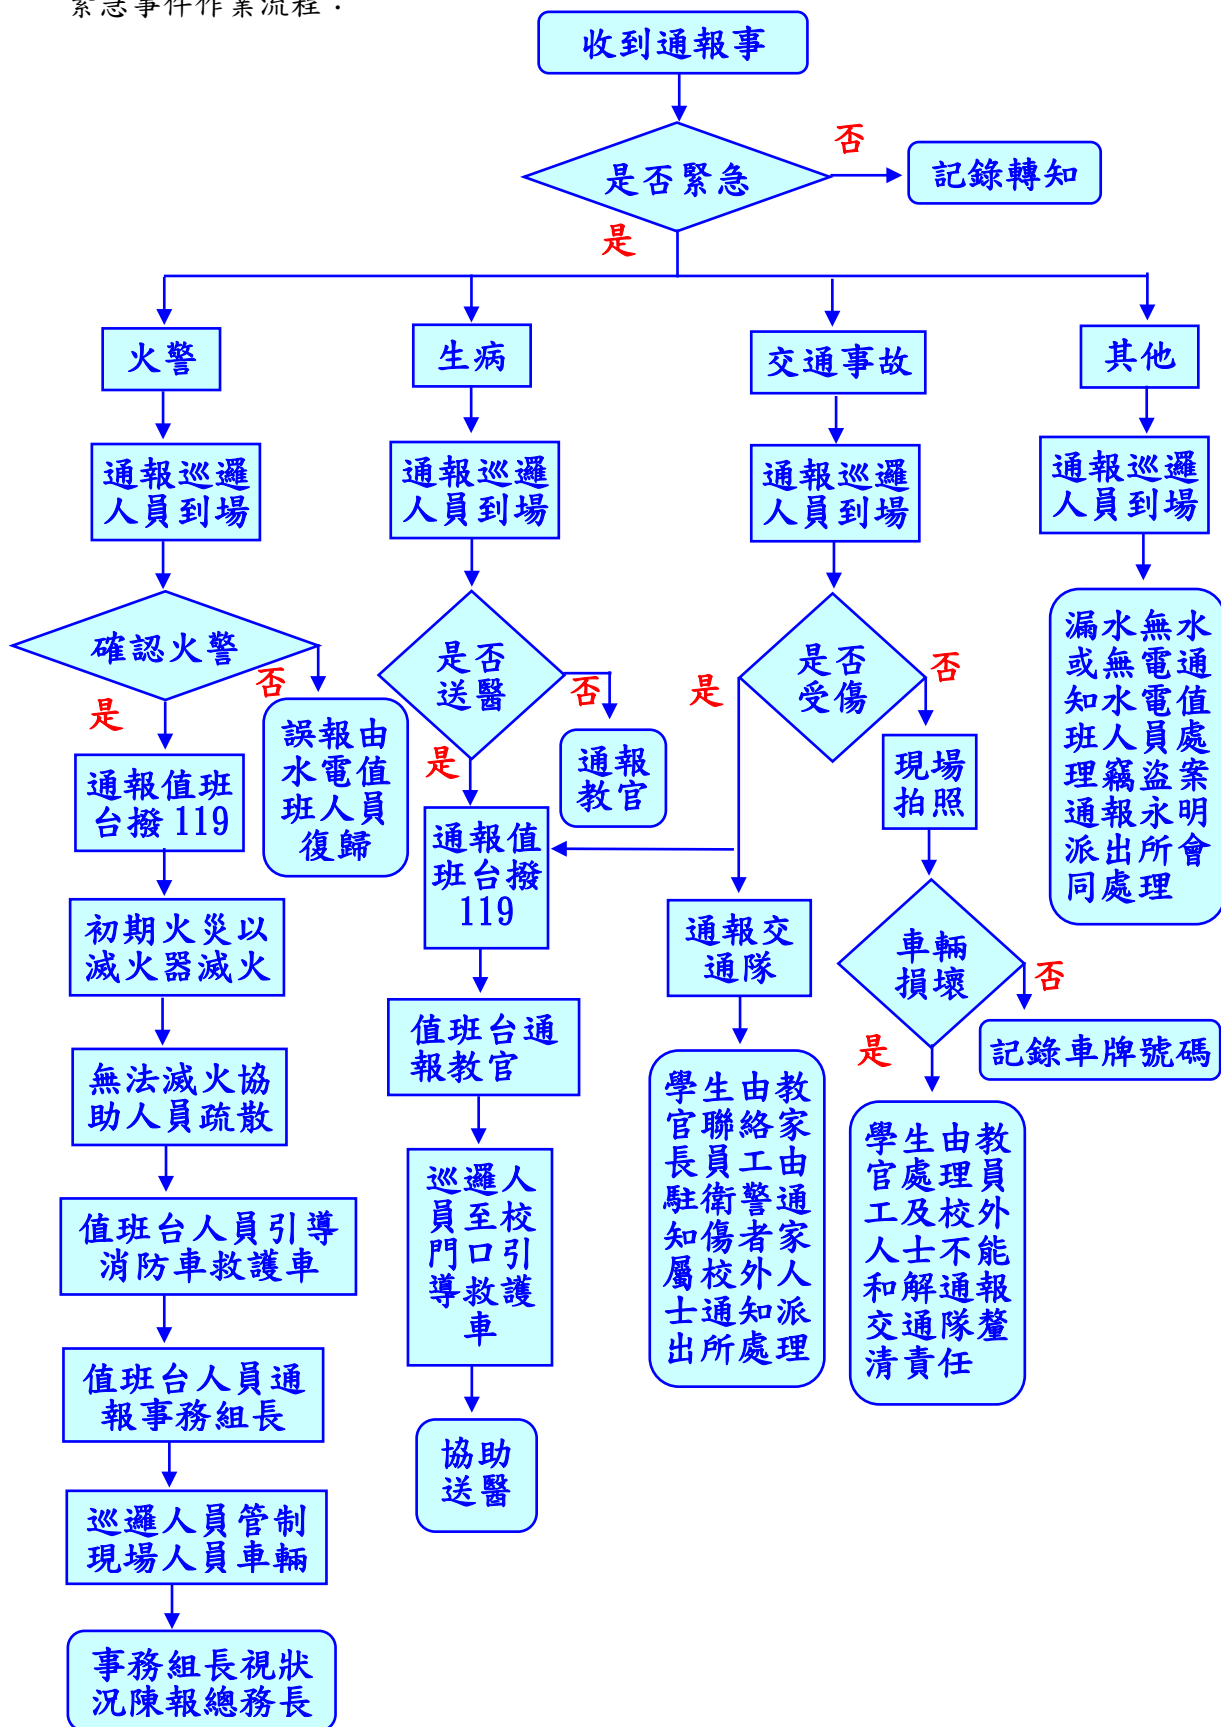 緊急事件作業流程：
收到通報事
是否緊急
否
記錄轉知
是
火警
生病
交通事故
其他
通報巡邏
人員到場
通報巡邏
人員到場
通報巡邏
人員到場
通報巡邏
人員到場
確認火警
否
是
誤報由
水電值
班人員
復歸
通報值班
台撥 119
初期火災以
滅火器滅火
無法滅火協
助人員疏散
值班台人員引導
消防車救護車
值班台人員通
報事務組長
巡邏人員管制
現場人員車輛
事務組長視狀
況陳報總務長
是否
送醫
否
是
通報
教官
通報值
班台撥
119
值班台通
報教官
巡邏人
員至校
門口引
導救護
車
協助
送醫
是否
受傷
是
否
通報交
通隊
學生由教
官聯絡家
長員工由
駐衛警通
知傷者家
屬校外人
士通知派
出所處理
現場
拍照
車輛
損壞
否
是
記錄車牌號碼
學生由教
官處理員
工及校外
人士不能
和解通報
交通隊釐
清責任
漏水無水
或無電通
知水電值
班人員處
理竊盜案
通報永明
派出所會
同處理